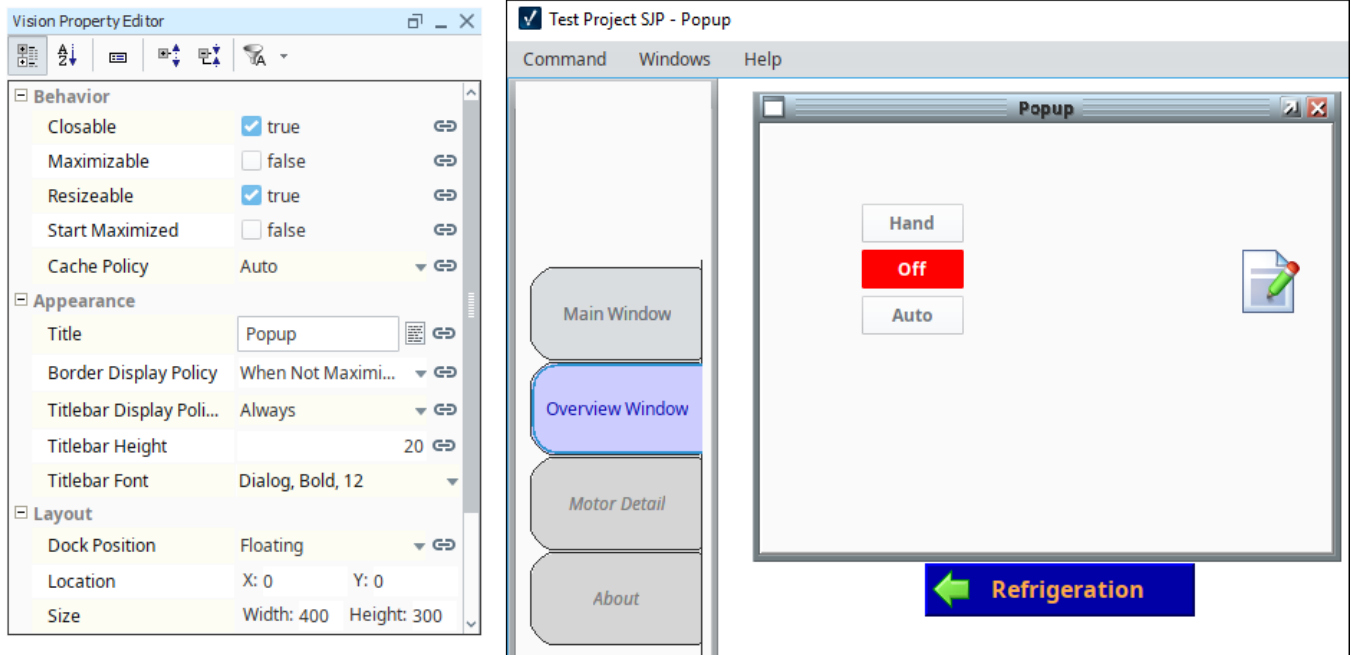 Vision Property Editor
Behavior
Closable true
Maximizable false
Resizeable true
Start Maximized false
Cache Policy Auto
Appearance
Title Popup
Border Display Policy When Not Maximi...
Titlebar Display Poli... Always
Titlebar Height 20
Titlebar Font Dialog, Bold, 12
Layout
Dock Position Floating
Location X: 0 Y: 0
Size Width: 400 Height: 300
Test Project SJP - Popup
Command Windows Help
Popup
Hand
Off
Auto
Main Window
Overview Window
Motor Detail
About
Refrigeration